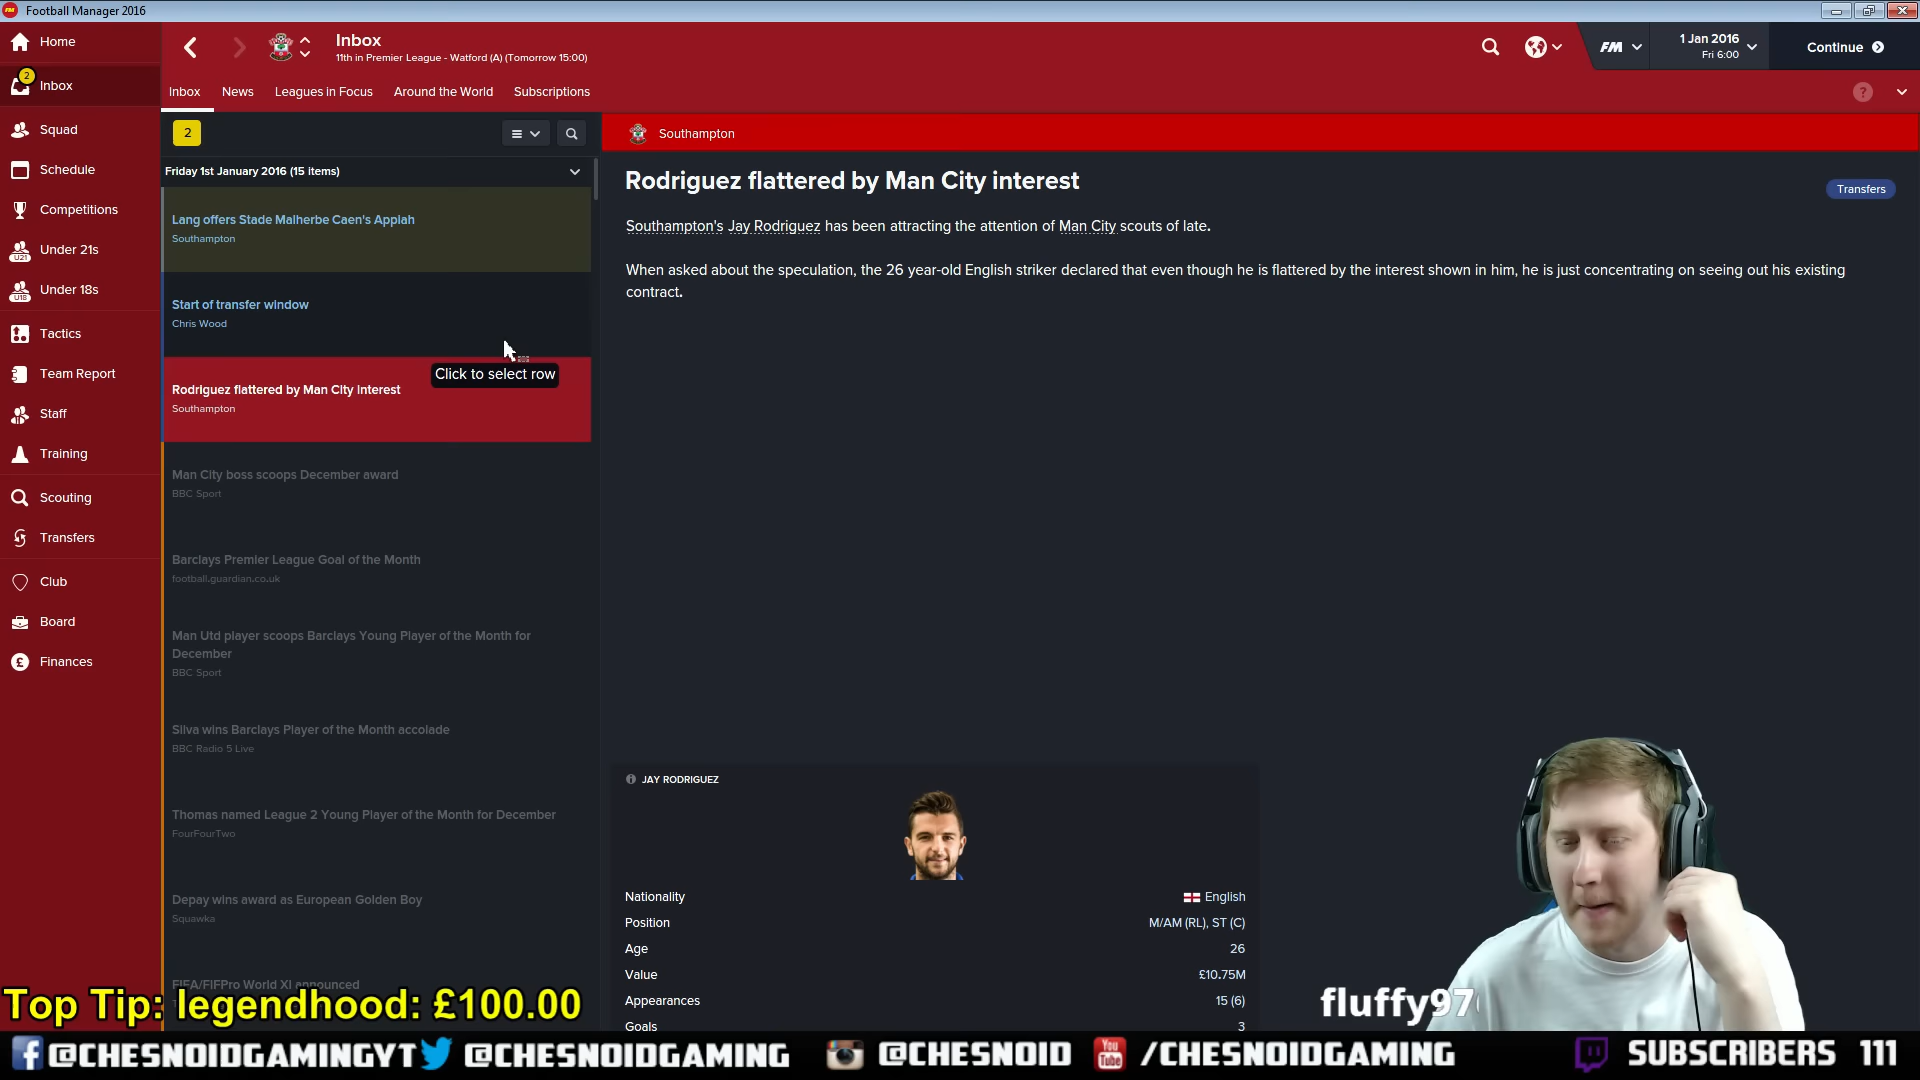 Football Manager 2016
Home
2
Inbox
Squad
Schedule
Competitions
U21
Under 21s
U18
Under 18s
Tactics
Team Report
Staff
Training
Scouting
Transfers
Club
Board
Finances
Inbox
11th in Premier League - Watford (A) (Tomorrow 15:00)
FM
1 Jan 2016
Fri 6:00
Continue
Inbox News Leagues in Focus Around the World Subscriptions
?
2
Friday 1st January 2016 (15 items)
Lang offers Stade Malherbe Caen's Appiah
Southampton
Start of transfer window
Chris Wood
Click to select row
Rodriguez flattered by Man City interest
Southampton
Man City boss scoops December award
BBC Sport
Barclays Premier League Goal of the Month
football.guardian.co.uk
Man Utd player scoops Barclays Young Player of the Month for
December
BBC Sport
Silva wins Barclays Player of the Month accolade
BBC Radio 5 Live
Thomas named League 2 Young Player of the Month for December
FourFourTwo
Depay wins award as European Golden Boy
Squawka
FIFA/FIFPro World XI announced
Southampton
Rodriguez flattered by Man City interest
Transfers
Southampton's Jay Rodriguez has been attracting the attention of Man City scouts of late.
When asked about the speculation, the 26 year-old English striker declared that even though he is flattered by the interest shown in him, he is just concentrating on seeing out his existing
contract.
JAY RODRIGUEZ
Nationality English
Position M/AM (RL), ST (C)
Age 26
Value £10.75M
Appearances 15 (6)
Goals 3
Top Tip: legendhood: £100.00
fluffy97
@CHESNOIDGAMINGYT @CHESNOIDGAMING @CHESNOID You Tube /CHESNOIDGAMING SUBSCRIBERS 111